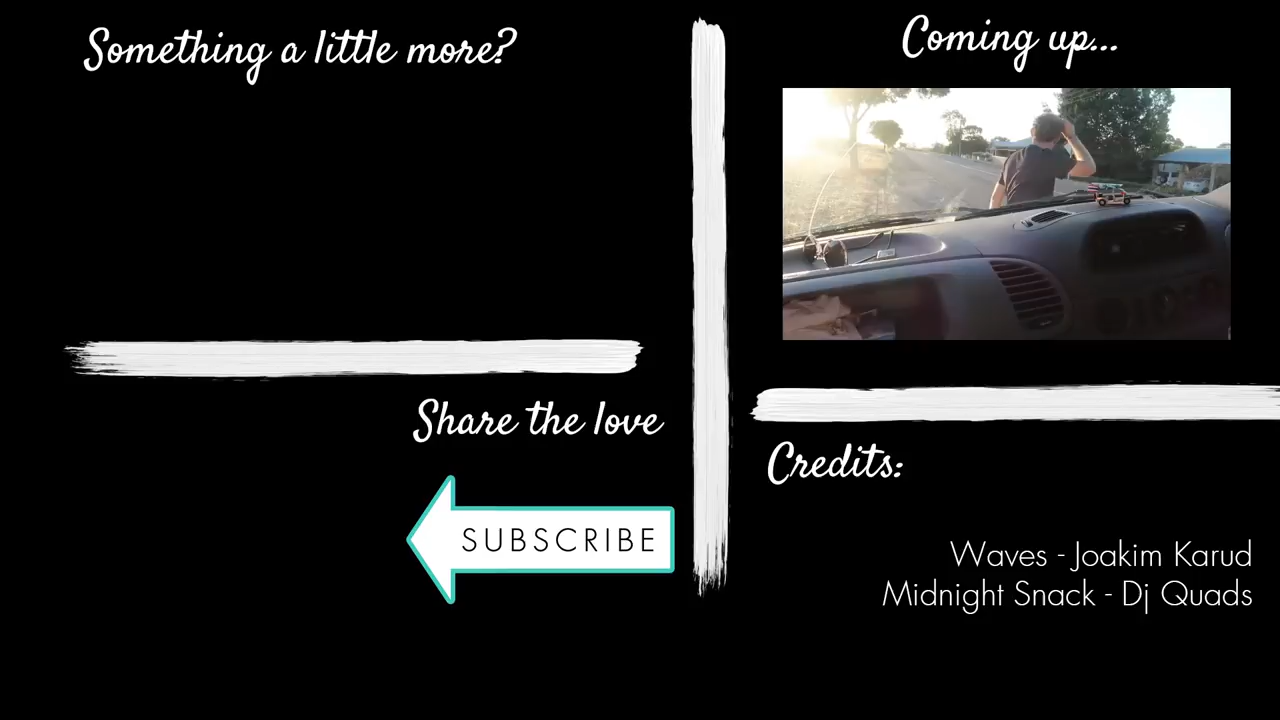 Something a little more?
Share the love
SUBSCRIBE
Coming up...
Credits:
Waves - Joakim Karud
Midnight Snack - Dj Quads